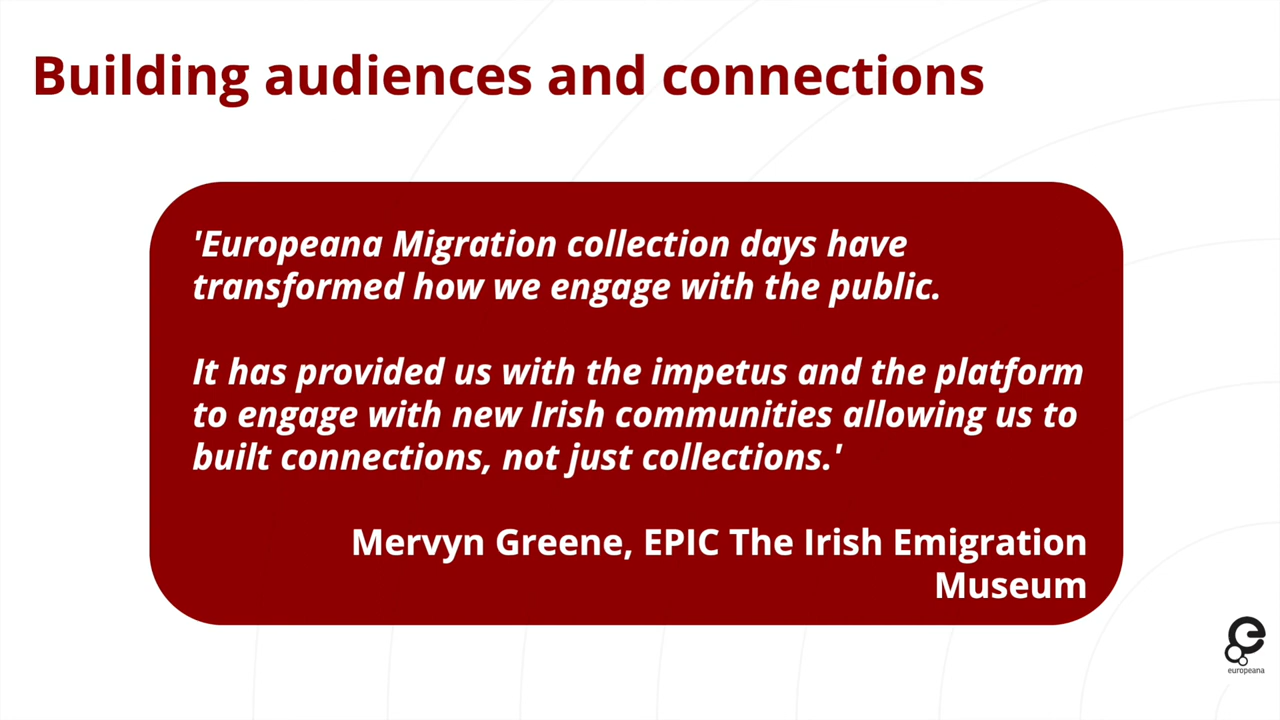 Building audiences and connections
'Europeana Migration collection days have
transformed how we engage with the public.
It has provided us with the impetus and the platform
to engage with new Irish communities allowing us to
built connections, not just collections.'
Mervyn Greene, EPIC The Irish Emigration
Museum
europeana